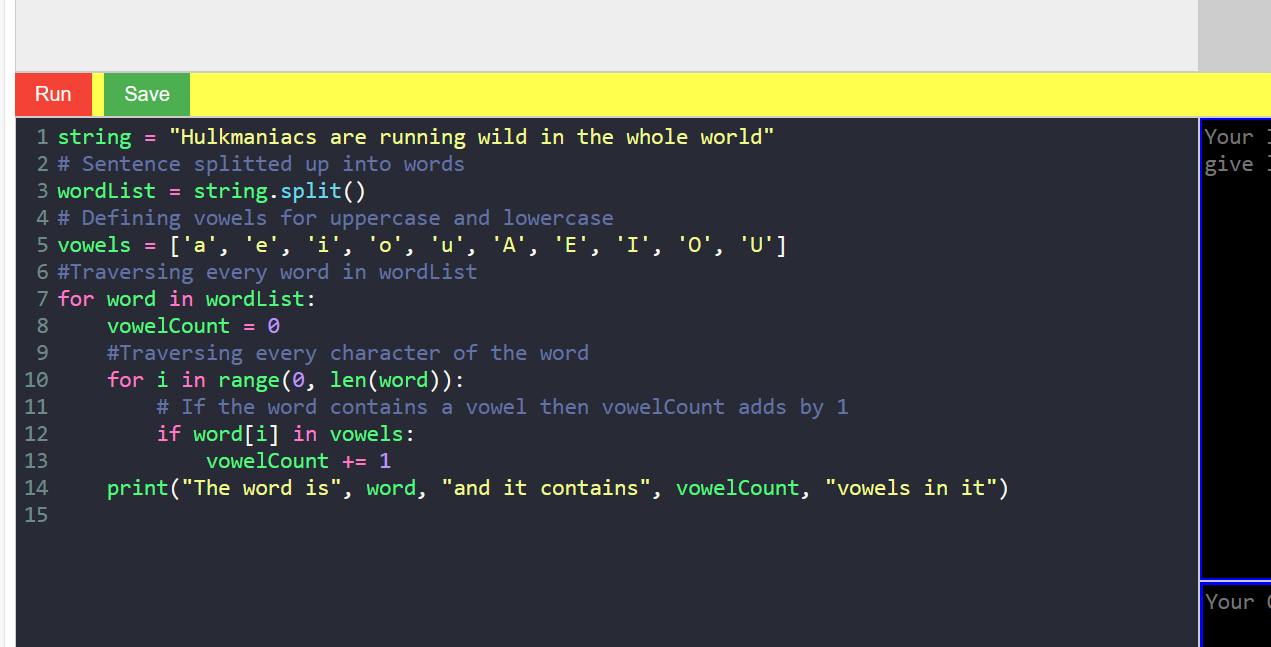 Run Save
1 string = "Hulkmaniacs are running wild in the whole world"
2 # Sentence splitted up into words
3 wordList = string.split()
4 # Defining vowels for uppercase and lowercase
5 vowels = ['a', 'e', 'i', 'o', 'u', 'A', 'E', 'I', 'O', 'U']
6 #Traversing every word in wordList
7 for word in wordList:
8     vowelCount = 0
9     #Traversing every character of the word
10     for i in range(0, len(word)):
11         # If the word contains a vowel then vowelCount adds by 1
12         if word[i] in vowels:
13             vowelCount += 1
14     print("The word is", word, "and it contains", vowelCount, "vowels in it")
15
Your
give
Your